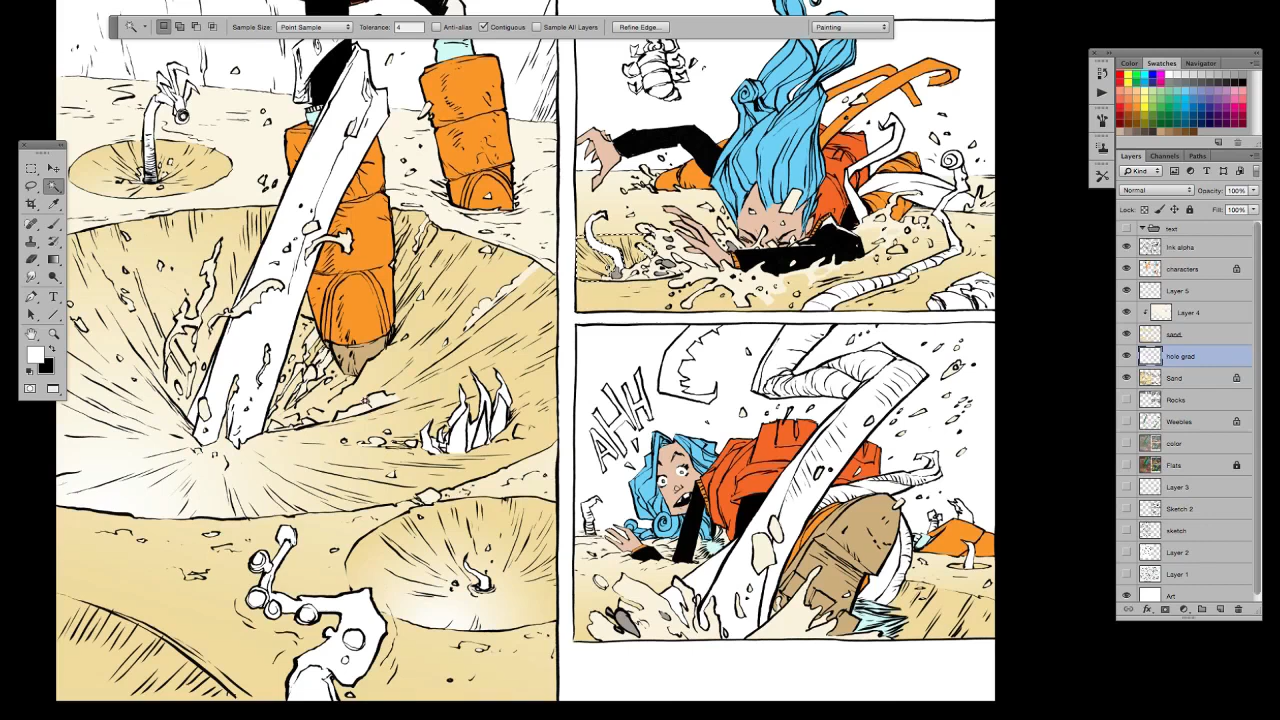 Sample Size: Point Sample Tolerance: 4 Anti-alias Contiguous Sample All Layers Refine Edge... Painting
Color Swatches Navigator
Layers Channels Paths
Kind
Normal Opacity: 100%
Lock: Fill: 100%
text
Ink alpha
characters
Layer 5
Layer 4
sand
hole grad
Sand
Rocks
Weebles
color
Flats
Layer 3
Sketch 2
sketch
Layer 2
Layer 1
Art
AHH!